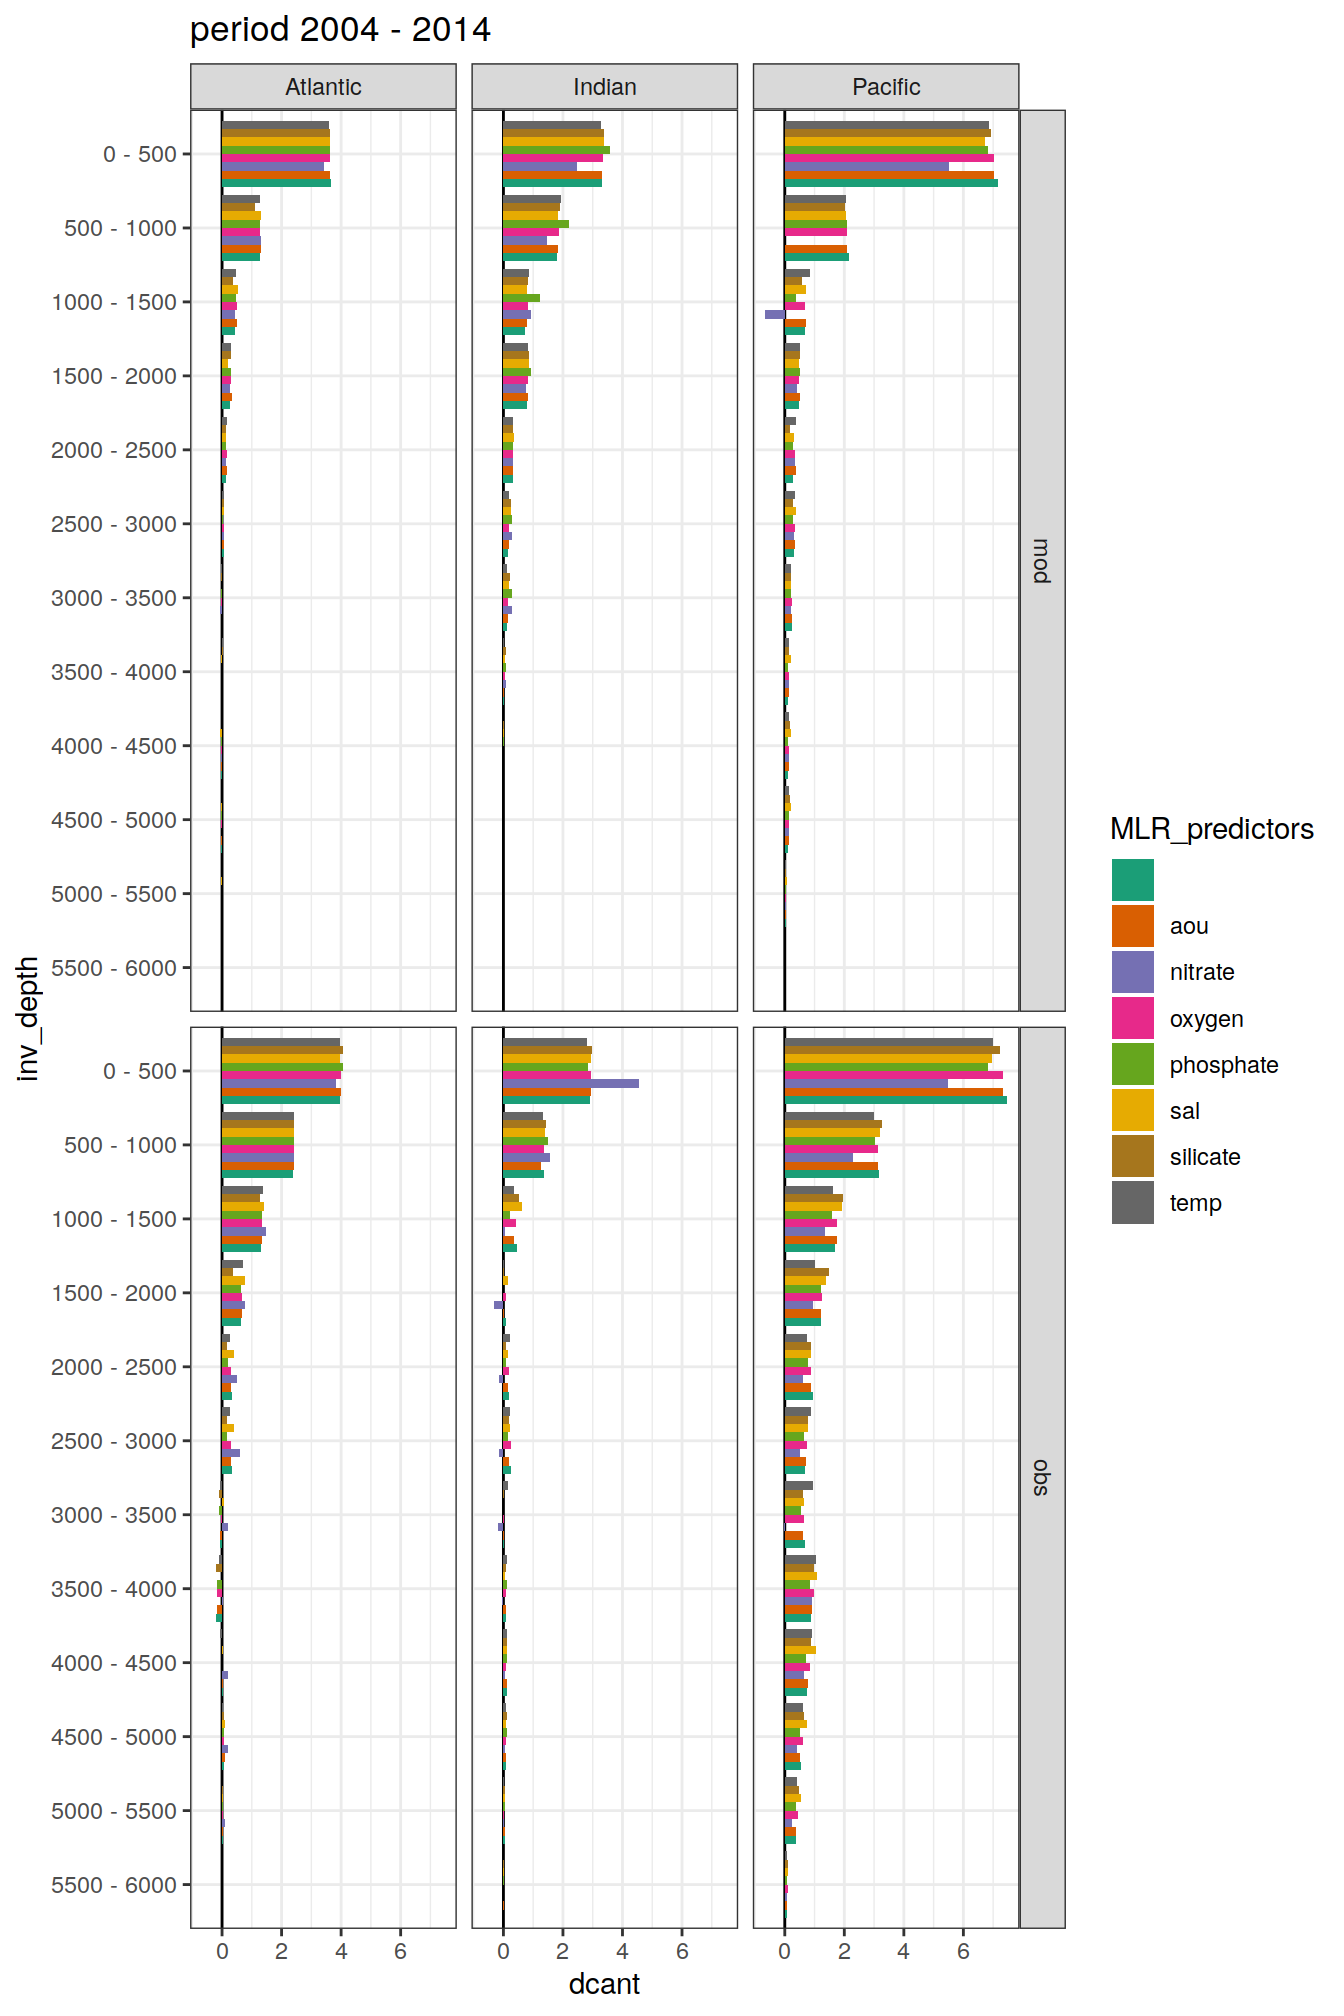 period 2004 - 2014
Atlantic
Indian
Pacific
0 - 500
500 - 1000
1000 - 1500
1500 - 2000
2000 - 2500
2500 - 3000
3000 - 3500
3500 - 4000
4000 - 4500
4500 - 5000
5000 - 5500
5500 - 6000
mod
inv_depth
0 - 500
500 - 1000
1000 - 1500
1500 - 2000
2000 - 2500
2500 - 3000
3000 - 3500
3500 - 4000
4000 - 4500
4500 - 5000
5000 - 5500
5500 - 6000
obs
0 2 4 6
0 2 4 6
0 2 4 6
dcant
MLR_predictors
aou
nitrate
oxygen
phosphate
sal
silicate
temp